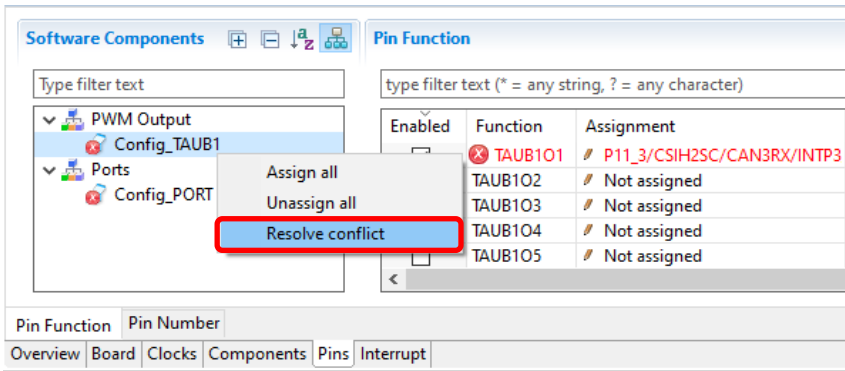 Software Components
Type filter text
PWM Output
Config_TAUB1
Ports
Config_PORT
Assign all
Unassign all
Resolve conflict
Pin Function
type filter text (* = any string, ? = any character)
Enabled Function Assignment
TAUB1O1 P11_3/CSIH2SC/CAN3RX/INTP3
TAUB1O2 Not assigned
TAUB1O3 Not assigned
TAUB1O4 Not assigned
TAUB1O5 Not assigned
Pin Function Pin Number
Overview Board Clocks Components Pins Interrupt